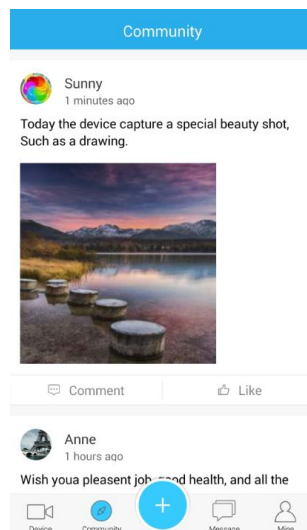 Community
Sunny
1 minutes ago
Today the device capture a special beauty shot,
Such as a drawing.
Comment
Like
Anne
1 hours ago
Wish youa pleasent job, good health, and all the
Device
Community
+
Message
Mine